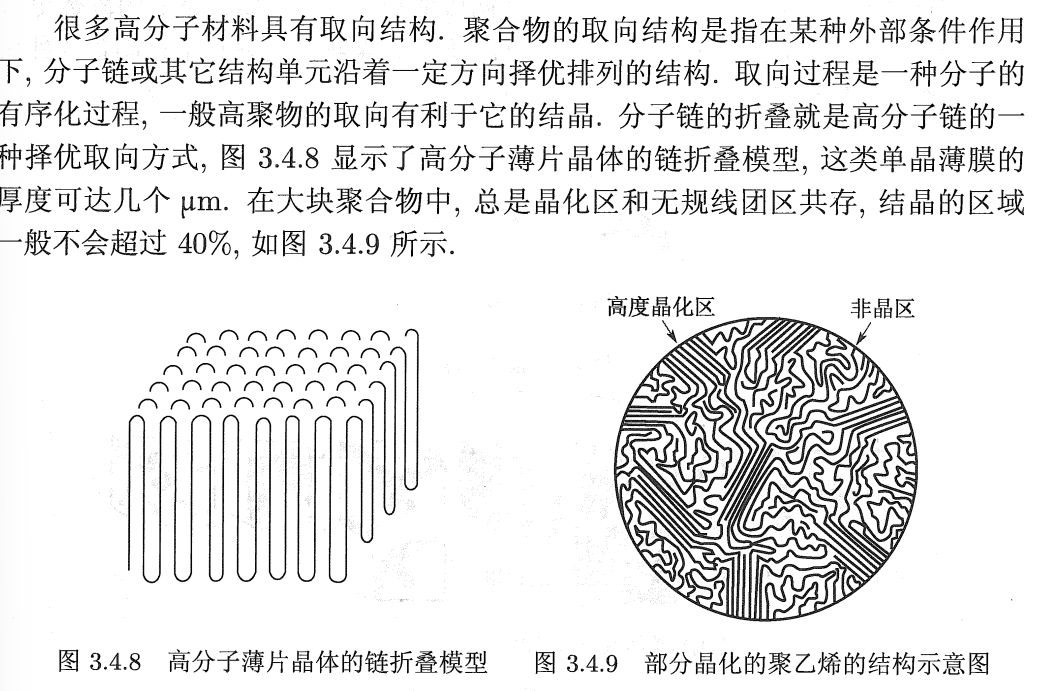 很多高分子材料具有取向结构. 聚合物的取向结构是指在某种外部条件作用
下, 分子链或其它结构单元沿着一定方向择优排列的结构. 取向过程是一种分子的
有序化过程, 一般高聚物的取向有利于它的结晶. 分子链的折叠就是高分子链的一
种择优取向方式, 图 3.4.8 显示了高分子薄片晶体的链折叠模型, 这类单晶薄膜的
厚度可达几个 μm. 在大块聚合物中, 总是晶化区和无规线团区共存, 结晶的区域
一般不会超过 40%, 如图 3.4.9 所示.
高度晶化区
非晶区
图 3.4.8 高分子薄片晶体的链折叠模型
图 3.4.9 部分晶化的聚乙烯的结构示意图